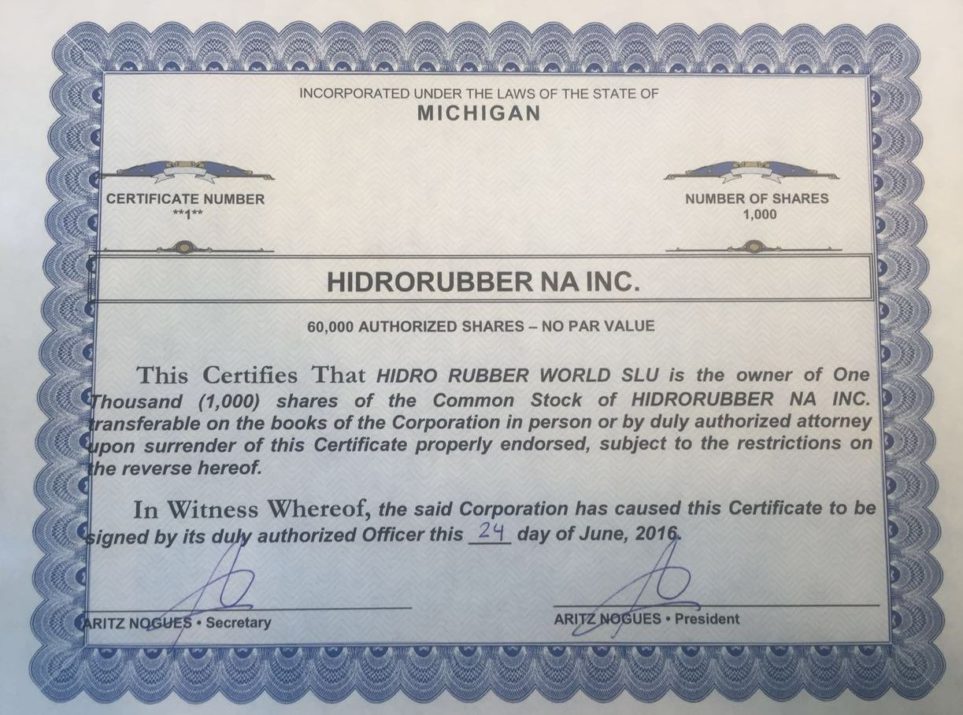 INCORPORATED UNDER THE LAWS OF THE STATE OF
MICHIGAN
CERTIFICATE NUMBER
**1**
NUMBER OF SHARES
1,000
HIDRORUBBER NA INC.
60,000 AUTHORIZED SHARES – NO PAR VALUE
This Certifies That HIDRO RUBBER WORLD SLU is the owner of One
Thousand (1,000) shares of the Common Stock of HIDRORUBBER NA INC.
transferable on the books of the Corporation in person or by duly authorized attorney
upon surrender of this Certificate properly endorsed, subject to the restrictions on
the reverse hereof.
In Witness Whereof, the said Corporation has caused this Certificate to be
signed by its duly authorized Officer this 24 day of June, 2016.
ARITZ NOGUES • Secretary
ARITZ NOGUES • President